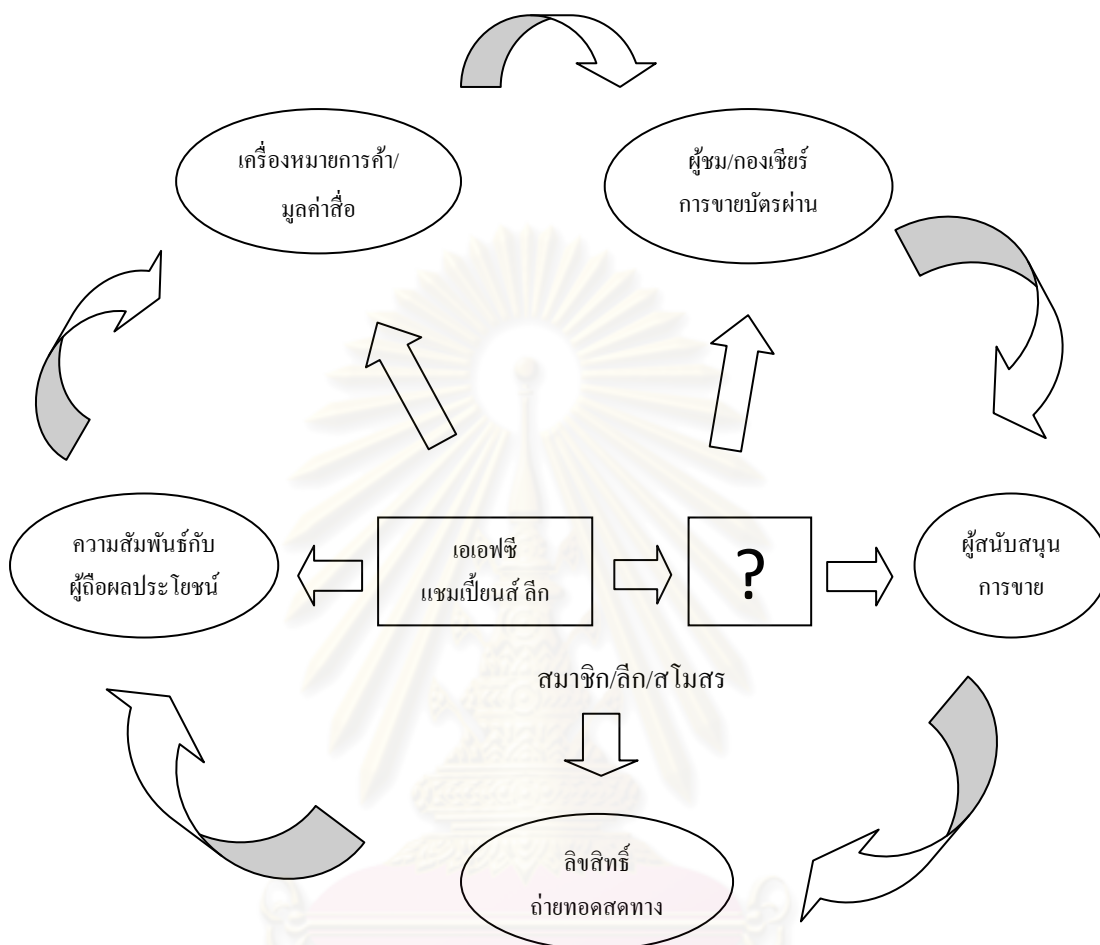 เครื่องหมายการค้า/
มูลค่าสื่อ
ผู้ชม/กองเชียร์
การขายบัตรผ่าน
ความสัมพันธ์กับ
ผู้ถือผลประโยชน์
เอเอฟซี
แชมเปี้ยนส์ ลีก
?
ผู้สนับสนุน
การขาย
สมาชิก/ลีก/สโมสร
ลิขสิทธิ์
ถ่ายทอดสดทาง